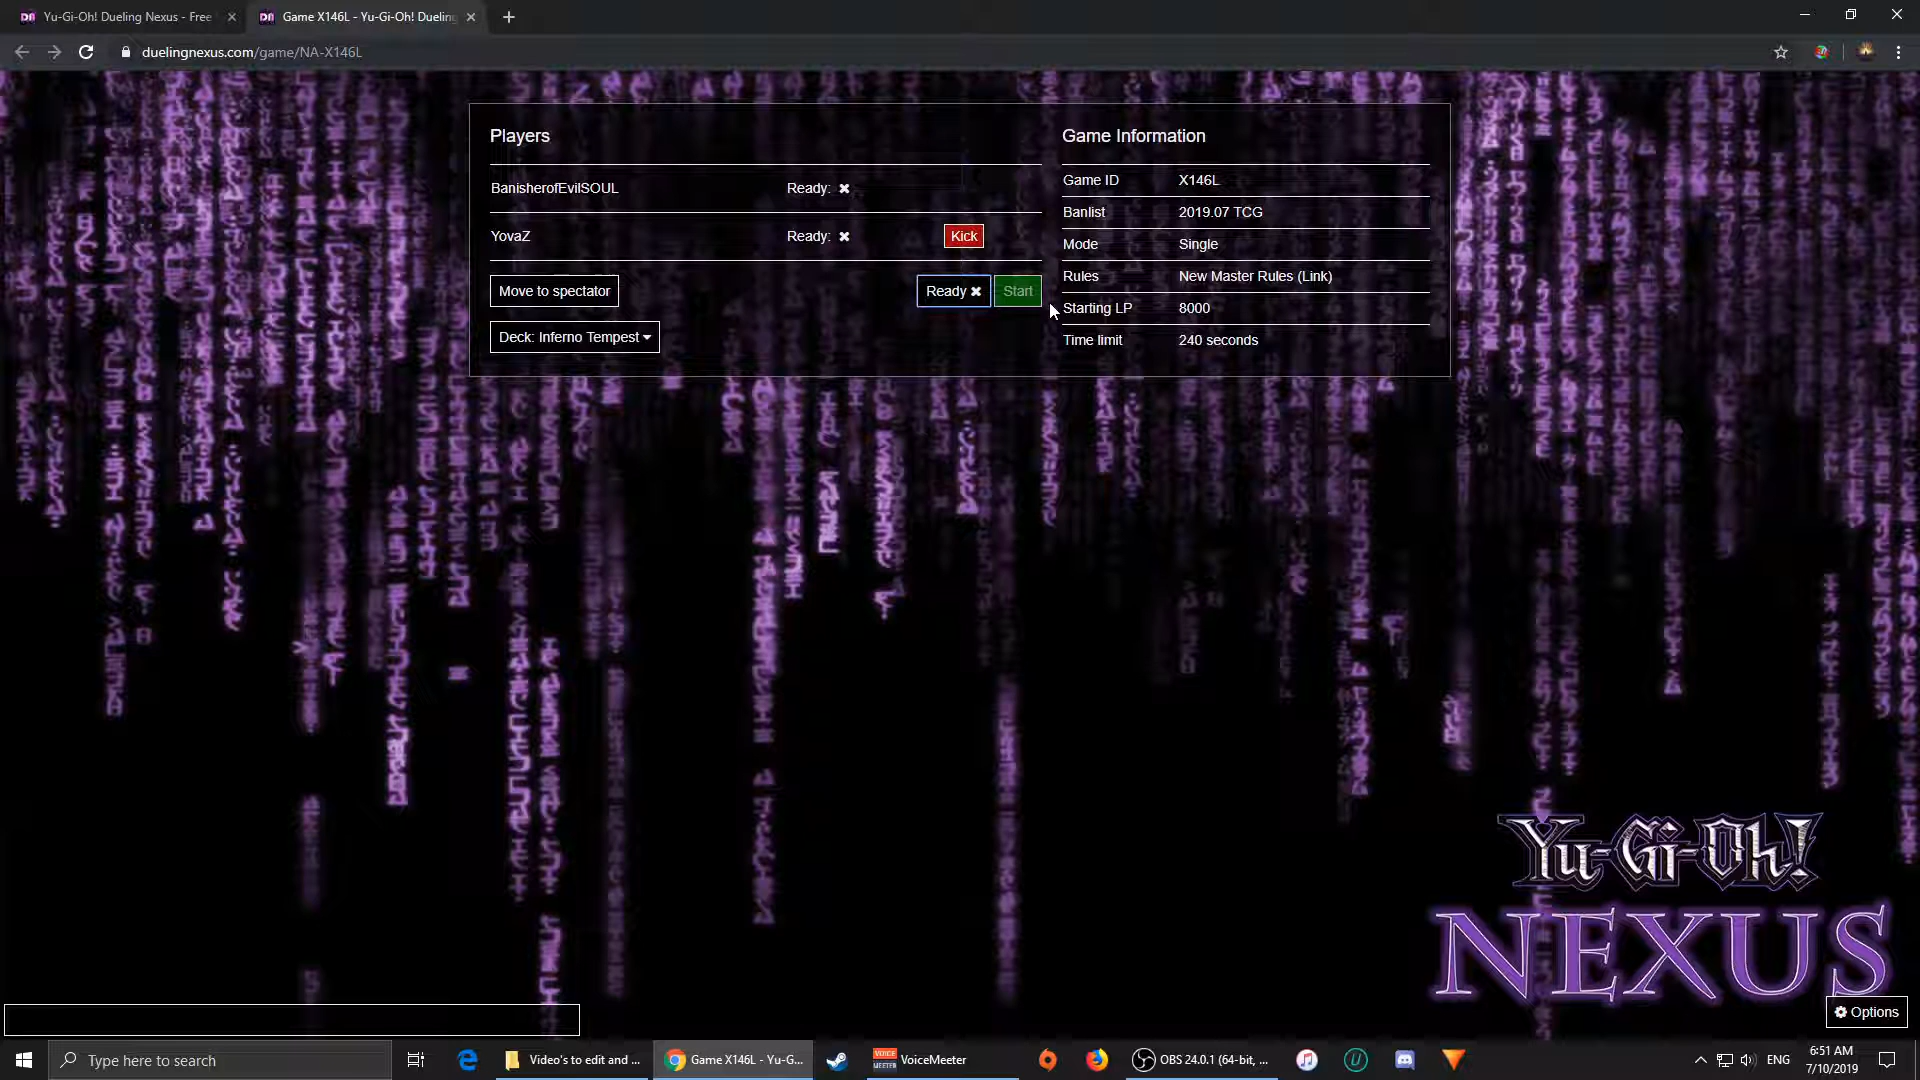 Yu-Gi-Oh! Dueling Nexus - Free
Game X146L - Yu-Gi-Oh! Dueling
duelingnexus.com/game/NA-X146L
Players
BanisherofEvilSOUL Ready: ✖
YovaZ Ready: ✖ Kick
Move to spectator Ready ✖ Start
Deck: Inferno Tempest
Game Information
Game ID X146L
Banlist 2019.07 TCG
Mode Single
Rules New Master Rules (Link)
Starting LP 8000
Time limit 240 seconds
Yu-Gi-Oh!
NEXUS
Options
Type here to search
Video's to edit and ...
Game X146L - Yu-G...
VOICE MEETER
VoiceMeeter
OBS 24.0.1 (64-bit, ...
ENG
6:51 AM
7/10/2019